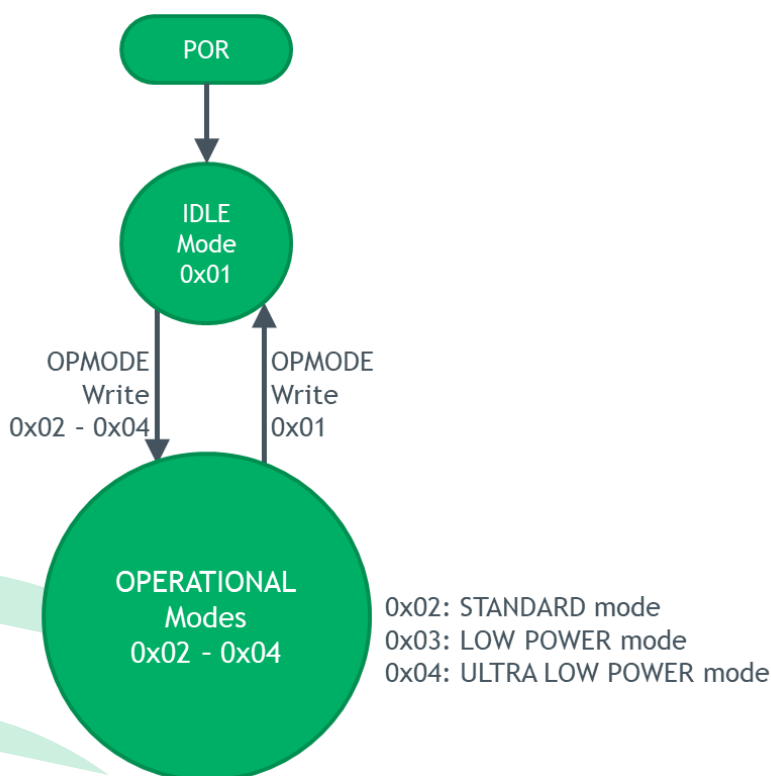 POR
IDLE
Mode
0x01
OPMODE
Write
0x02 – 0x04
OPMODE
Write
0x01
OPERATIONAL
Modes
0x02 – 0x04
0x02: STANDARD mode
0x03: LOW POWER mode
0x04: ULTRA LOW POWER mode